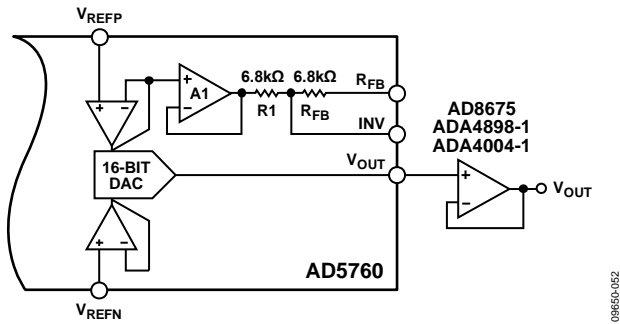 VREFP
6.8kΩ 6.8kΩ
RFB
A1
R1 RFB
INV
AD8675
ADA4898-1
ADA4004-1
+ −
+
−
16-BIT
DAC
VOUT
+
−
VOUT
+ −
AD5760
VREFN
09650-052